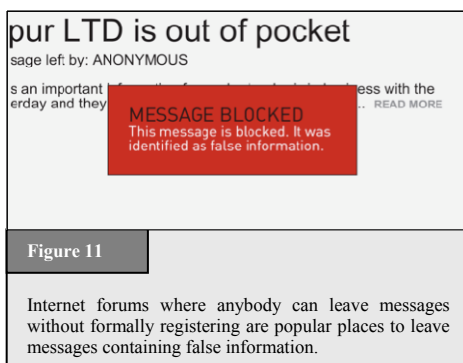 pur LTD is out of pocket
sage left by: ANONYMOUS
s an important for ess with the
erday and they .. READ MORE
MESSAGE BLOCKED
This message is blocked. It was
identified as false information.
Figure 11
Internet forums where anybody can leave messages
without formally registering are popular places to leave
messages containing false information.